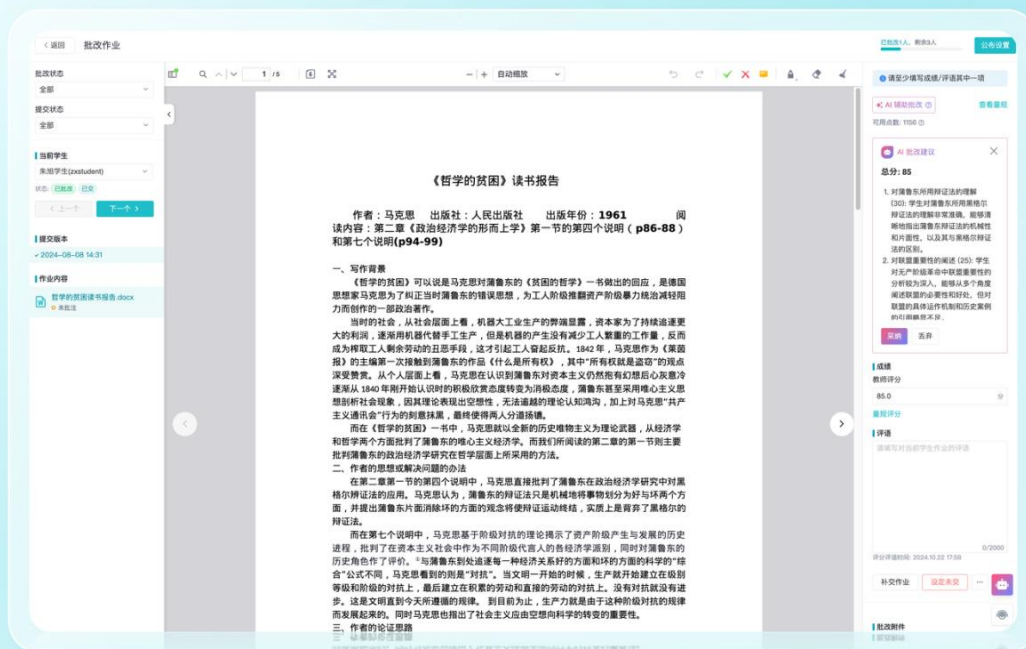 < 返回
批改作业
已批改1人，剩余3人
公布设置
批改状态
全部
提交状态
全部
当前学生
朱旭学生(zxstudent)
状态: 已批改 已交
< 上一个
下一个 >
提交版本
2024-08-08 14:31
作业内容
哲学的贫困读书报告.docx
未批注
1 /5
自动缩放
《哲学的贫困》读书报告
作者：马克思 出版社：人民出版社 出版年份：1961 阅
读内容：第二章《政治经济学的形而上学》第一节的第四个说明（p86-88）
和第七个说明(p94-99)
一、写作背景
《哲学的贫困》可以说是马克思对蒲鲁东的《贫困的哲学》一书做出的回应，是德国
思想家马克思为了纠正当时蒲鲁东的错误思想，为工人阶级推翻资产阶级暴力统治减轻阻
力而创作的一部政治著作。
当时的社会，从社会层面上看，机器大工业生产的弊端显露，资本家为了持续追逐更
大的利润，逐渐用机器代替手工生产，但是机器的产生没有减少工人繁重的工作量，反而
成为榨取工人剩余劳动的丑恶手段，这才引起工人奋起反抗。1842 年，马克思作为《莱茵
报》的主编第一次接触到蒲鲁东的作品《什么是所有权》，其中“所有权就是盗窃”的观点
深受赞赏。从个人层面上看，马克思在认识到蒲鲁东对资本主义仍然抱有幻想后心灰意冷
逐渐从 1840 年刚开始认识时的积极欣赏态度转变为消极态度，蒲鲁东甚至采用唯心主义思
想剖析社会现象，因其理论表现出空想性，无法逾越的理论认知鸿沟，加上对马克思“共产
主义通讯会”行为的刻意抹黑，最终使得两人分道扬镳。
而在《哲学的贫困》一书中，马克思就以全新的历史唯物主义为理论武器，从经济学
和哲学两个方面批判了蒲鲁东的唯心主义经济学。而我们所阅读的第二章的第一节则主要
批判蒲鲁东的政治经济学研究在哲学层面上所采用的方法。
二、作者的思想或解决问题的办法
在第二章第一节的第四个说明中，马克思直接批判了蒲鲁东在政治经济学研究中对黑
格尔辨证法的应用。马克思认为，蒲鲁东的辩证法只是机械地将事物划分为好与坏两个方
面，并提出蒲鲁东片面消除坏的方面的观念将使辩证运动终结，实质上是背弃了黑格尔的
辩证法。
而在第七个说明中，马克思基于阶级对抗的理论揭示了资产阶级产生与发展的历史
进程，批判了在资本主义社会中作为不同阶级代言人的各经济学派别，同时对蒲鲁东的
历史角色作了评价。与蒲鲁东到处追逐每一种经济关系好的方面和坏的方面的科学的“综
合”公式不同，马克思看到的则是“对抗”。当文明一开始的时候，生产就开始建立在级别
等级和阶级的对抗上，最后建立在积累的劳动和直接的劳动的对抗上。没有对抗就没有进
步。这是文明直到今天所遵循的规律。 到目前为止，生产力就是由于这种阶级对抗的规律
而发展起来的。同时马克思也指出了社会主义应由空想向科学的转变的重要性。
三、作者的论证思路
请至少填写成绩/评语其中一项
AI 辅助批改
查看量规
可用点数: 1156
AI 批改建议
总分: 85
1. 对蒲鲁东所用辩证法的理解
(30): 学生对蒲鲁东所用黑格尔
辩证法的理解非常准确，能够清
晰地指出蒲鲁东辩证法的机械性
和片面性，以及其与黑格尔辩证
法的区别。
2. 对联盟重要性的阐述 (25): 学生
对无产阶级革命中联盟重要性的
分析较为深入，能够从多个角度
阐述联盟的必要性和好处，但对
联盟的具体运作机制和历史案例
的引用略显不足。
采纳
丢弃
成绩
教师评分
85.0 分
量规评分
评语
请填写对当前学生作业的评语
0/2000
评分评语时间: 2024.10.22 17:59
补交作业
设定未交
批改附件